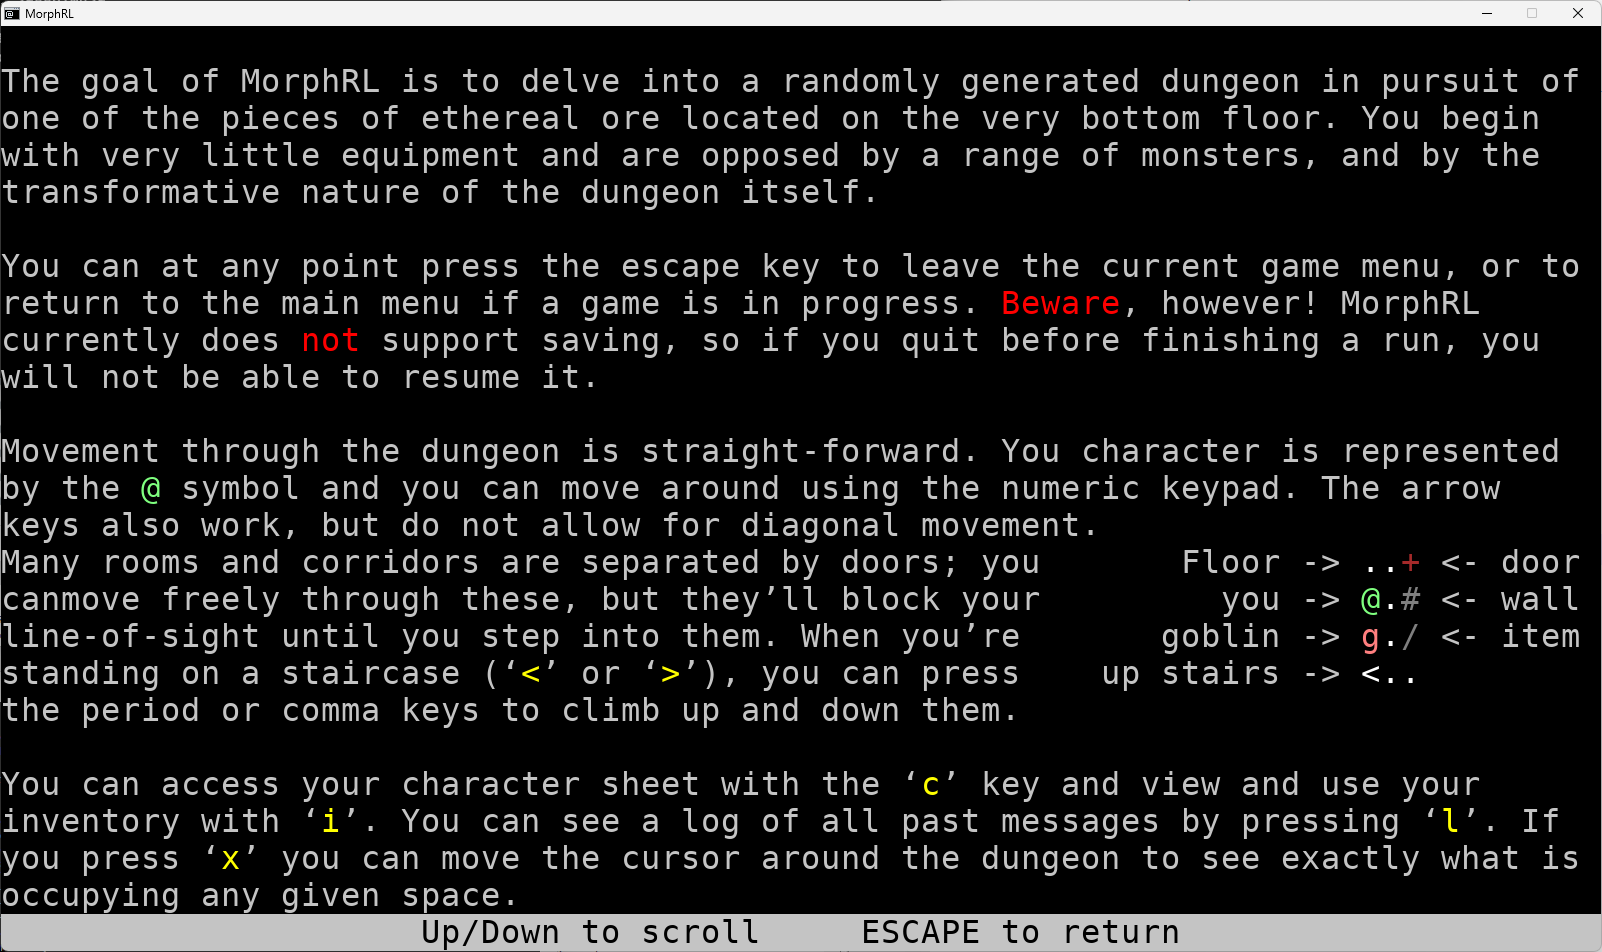 MorphRL
The goal of MorphRL is to delve into a randomly generated dungeon in pursuit of
one of the pieces of ethereal ore located on the very bottom floor. You begin
with very little equipment and are opposed by a range of monsters, and by the
transformative nature of the dungeon itself.
You can at any point press the escape key to leave the current game menu, or to
return to the main menu if a game is in progress. Beware, however! MorphRL
currently does not support saving, so if you quit before finishing a run, you
will not be able to resume it.
Movement through the dungeon is straight-forward. You character is represented
by the @ symbol and you can move around using the numeric keypad. The arrow
keys also work, but do not allow for diagonal movement.
Many rooms and corridors are separated by doors; you Floor -> ..+ <- door
canmove freely through these, but they’ll block your you -> @.# <- wall
line-of-sight until you step into them. When you’re goblin -> g./ <- item
standing on a staircase (‘<’ or ‘>’), you can press up stairs -> <..
the period or comma keys to climb up and down them.
You can access your character sheet with the ‘c’ key and view and use your
inventory with ‘i’. You can see a log of all past messages by pressing ‘l’. If
you press ‘x’ you can move the cursor around the dungeon to see exactly what is
occupying any given space.
Up/Down to scroll ESCAPE to return